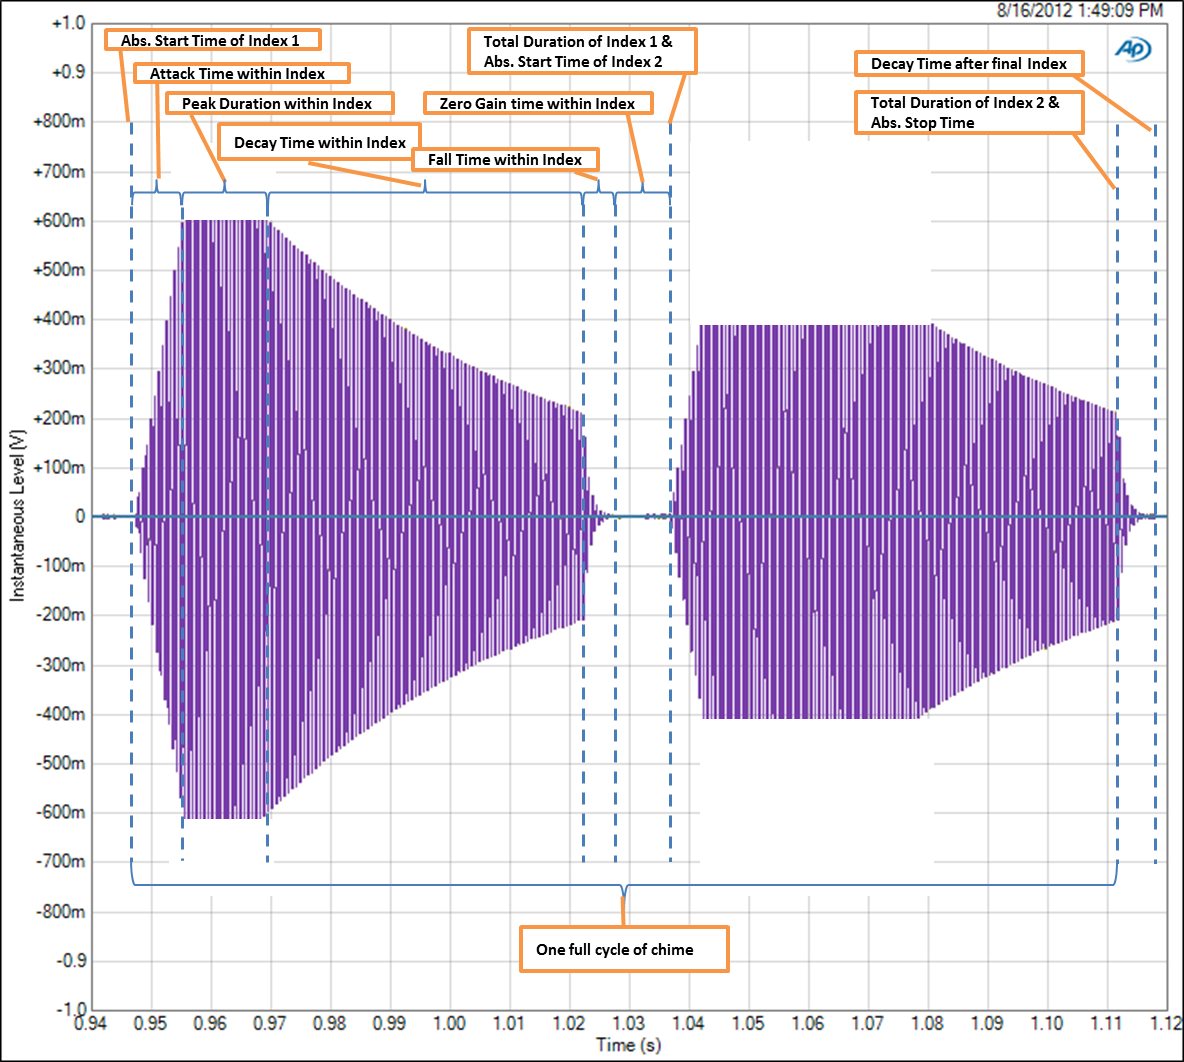 8/16/2012 1:49:09 PM
+1.0
+0.9
+800m
+700m
+600m
+500m
+400m
+300m
+200m
+100m
0
-100m
-200m
-300m
-400m
-500m
-600m
-700m
-800m
-0.9
-1.0
Instantaneous Level (V)
Abs. Start Time of Index 1
Attack Time within Index
Peak Duration within Index
Decay Time within Index
Fall Time within Index
Zero Gain time within Index
Total Duration of Index 1 &
Abs. Start Time of Index 2
AP
Decay Time after final Index
Total Duration of Index 2 &
Abs. Stop Time
One full cycle of chime
0.94 0.95 0.96 0.97 0.98 0.99 1.00 1.01 1.02 1.03 1.04 1.05 1.06 1.07 1.08 1.09 1.10 1.11 1.12
Time (s)